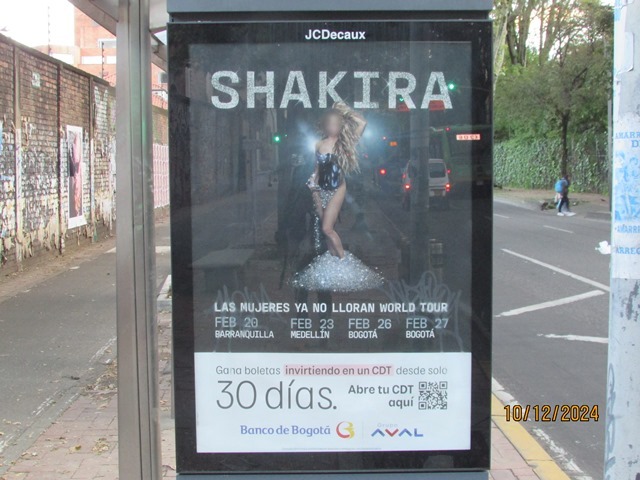 JCDecaux
SHAKIRA
LAS MUJERES YA NO LLORAN WORLD TOUR
FEB 20 FEB 23 FEB 26 FEB 27
BARRANQUILLA MEDELLÍN BOGOTÁ BOGOTÁ
Gana boletas invirtiendo en un CDT desde solo
30 días.
Abre tu CDT
aquí
Banco de Bogotá
AVAL
10/12/2024